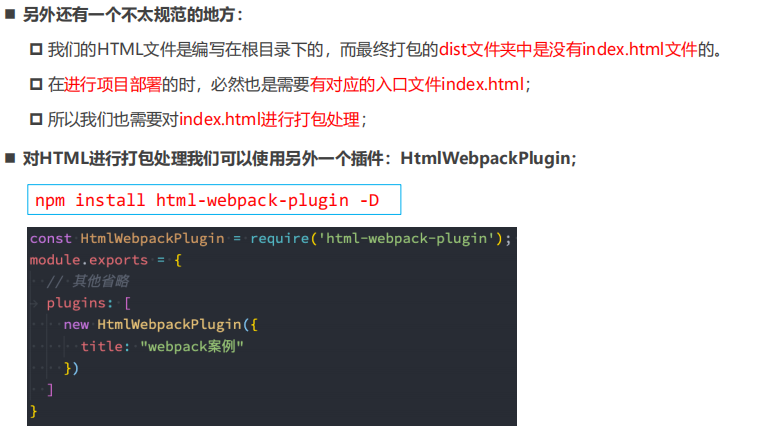 另外还有一个不太规范的地方：
我们的HTML文件是编写在根目录下的，而最终打包的dist文件夹中是没有index.html文件的。
在进行项目部署的时，必然也是需要有对应的入口文件index.html；
所以我们也需要对index.html进行打包处理；
对HTML进行打包处理我们可以使用另外一个插件：HtmlWebpackPlugin；
npm install html-webpack-plugin -D
const HtmlWebpackPlugin = require('html-webpack-plugin');
module.exports = {
// 其他省略
plugins: [
new HtmlWebpackPlugin({
title: "webpack案例"
})
]
}